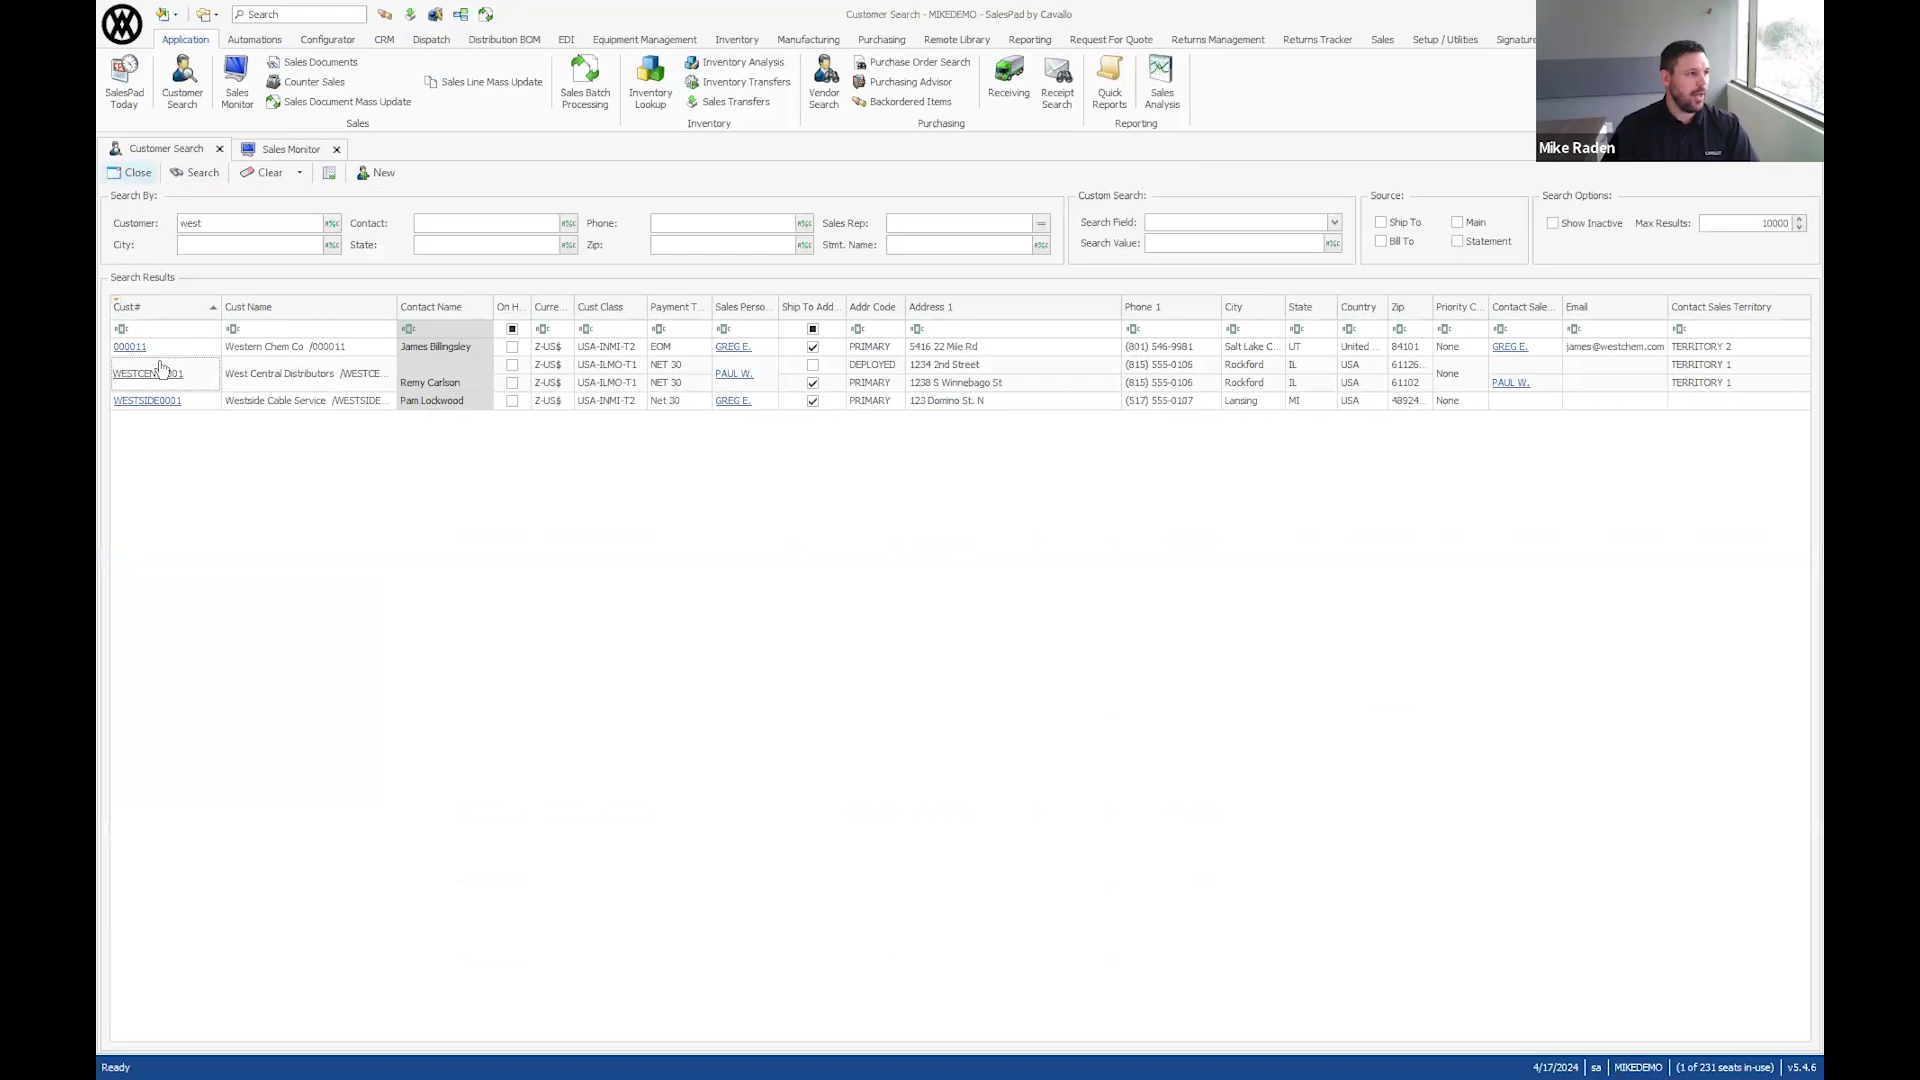 Search
Customer Search - MIKEDEMO - SalesPad by Cavallo
Application Automations Configurator CRM Dispatch Distribution BOM EDI Equipment Management Inventory Manufacturing Purchasing Remote Library Reporting Request For Quote Returns Management Returns Tracker Sales Setup / Utilities Signature
SalesPad Today
Customer Search
Sales Monitor
Sales Documents
Counter Sales
Sales Document Mass Update
Sales Line Mass Update
Sales Batch Processing
Inventory Lookup
Inventory Analysis
Inventory Transfers
Sales Transfers
Vendor Search
Purchase Order Search
Purchasing Advisor
Backordered Items
Receiving
Receipt Search
Quick Reports
Sales Analysis
Sales Inventory Purchasing Reporting
Mike Raden
Customer Search Sales Monitor
Close Search Clear New
Search By: Custom Search: Source: Search Options:
Customer: west Contact: Phone: Sales Rep: Search Field: Ship To Main Show Inactive Max Results: 10000
City: State: Zip: Stmt. Name: Search Value: Bill To Statement
Search Results
Cust# Cust Name Contact Name On H... Curre... Cust Class Payment T... Sales Perso... Ship To Add... Addr Code Address 1 Phone 1 City State Country Zip Priority C... Contact Sale... Email Contact Sales Territory
000011 Western Chem Co /000011 James Billingsley Z-US$ USA-INMI-T2 EOM GREG E. PRIMARY 5416 22 Mile Rd (801) 546-9981 Salt Lake C... UT United ... 84101 None GREG E. james@westchem.com TERRITORY 2
Z-US$ USA-ILMO-T1 NET 30 DEPLOYED 1234 2nd Street (815) 555-0106 Rockford IL USA 61126... TERRITORY 1
West Central Distributors /WESTCE... PAUL W. None
Remy Carlson Z-US$ USA-ILMO-T1 NET 30 PRIMARY 1238 S Winnebago St (815) 555-0106 Rockford IL USA 61102 PAUL W. TERRITORY 1
WESTSIDE0001 Westside Cable Service /WESTSIDE... Pam Lockwood Z-US$ USA-INMI-T2 Net 30 GREG E. PRIMARY 123 Domino St. N (517) 555-0107 Lansing MI USA 48924... None
Ready 4/17/2024 sa MIKEDEMO (1 of 231 seats in-use) v5.4.6